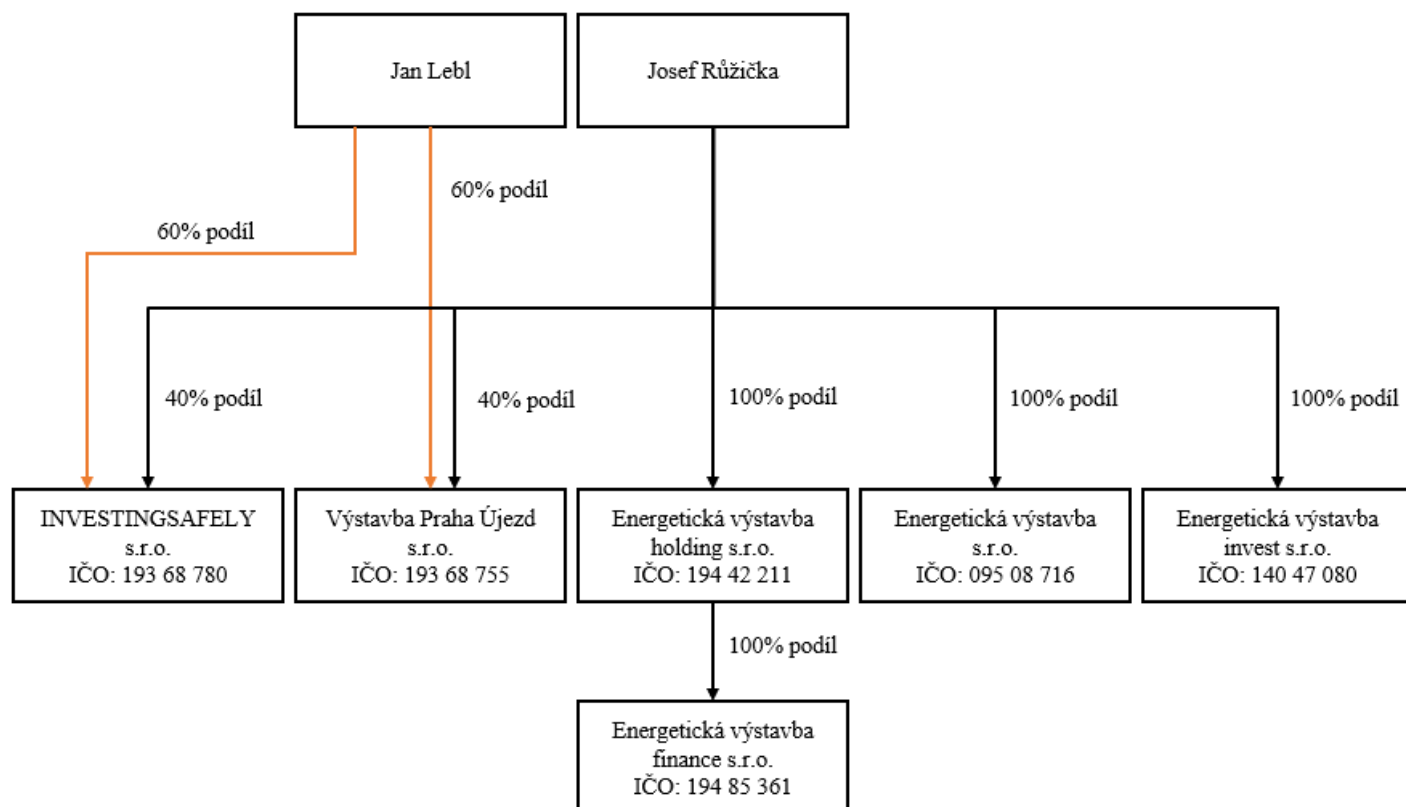 Jan Lebl
Josef Růžička
60% podíl
60% podíl
40% podíl
40% podíl
100% podíl
100% podíl
100% podíl
INVESTINGSAFELY
s.r.o.
IČO: 193 68 780
Výstavba Praha Újezd
s.r.o.
IČO: 193 68 755
Energetická výstavba
holding s.r.o.
IČO: 194 42 211
Energetická výstavba
s.r.o.
IČO: 095 08 716
Energetická výstavba
invest s.r.o.
IČO: 140 47 080
100% podíl
Energetická výstavba
finance s.r.o.
IČO: 194 85 361